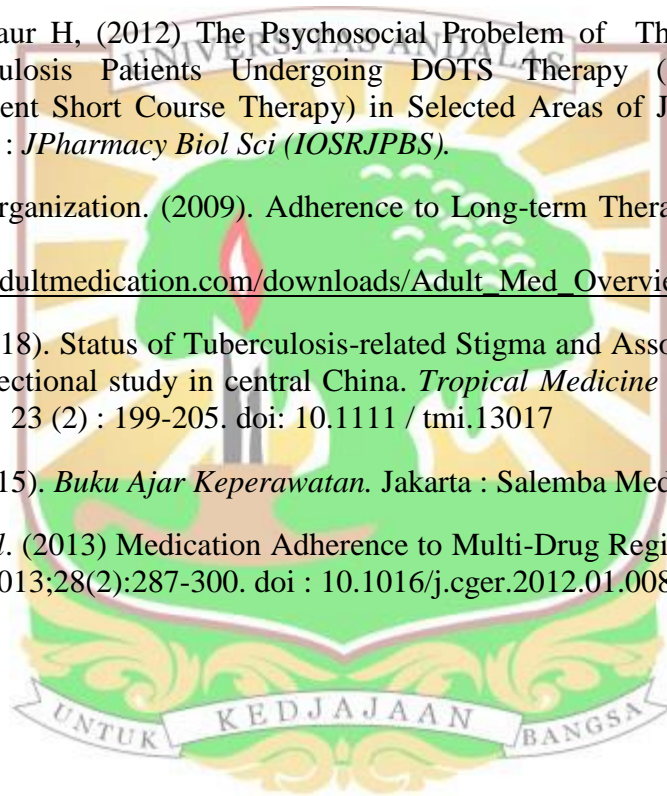 aur H, (2012) The Psychosocial Probelem of Th
UNIVERSITAS ANDALAS
ulosis Patients Undergoing DOTS Therapy (
ent Short Course Therapy) in Selected Areas of J
: JPharmacy Biol Sci (IOSRJPBS).
rganization. (2009). Adherence to Long-term Thera
dultmedication.com/downloads/Adult_Med_Overvie
18). Status of Tuberculosis-related Stigma and Asso
ectional study in central China. Tropical Medicine
23 (2) : 199-205. doi: 10.1111 / tmi.13017
15). Buku Ajar Keperawatan. Jakarta : Salemba Med
l. (2013) Medication Adherence to Multi-Drug Regi
013;28(2):287-300. doi : 10.1016/j.cger.2012.01.008
UNTUK KEDJAJAAN BANGSA